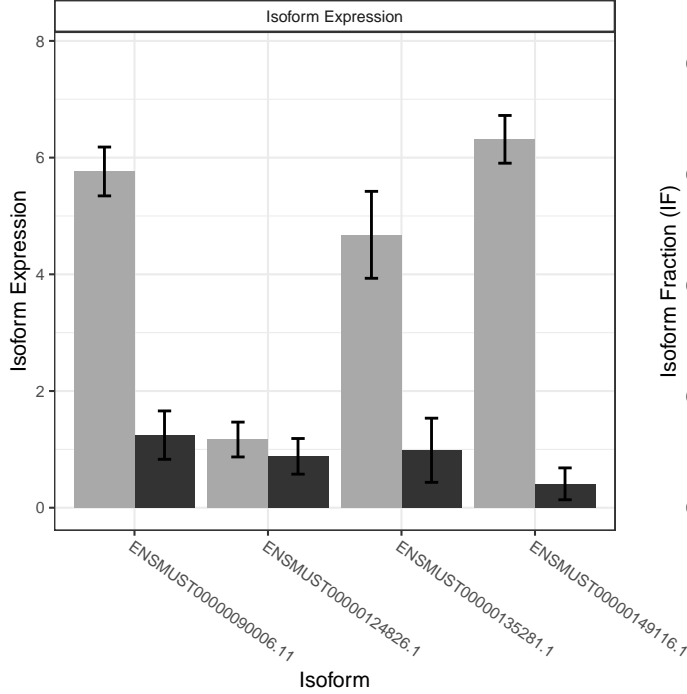 Isoform Expression
8
6
4
2
0
Isoform Expression
Isoform Fraction (IF)
ENSMUST00000090006.11
ENSMUST00000124826.1
ENSMUST00000135281.1
ENSMUST00000149116.1
Isoform